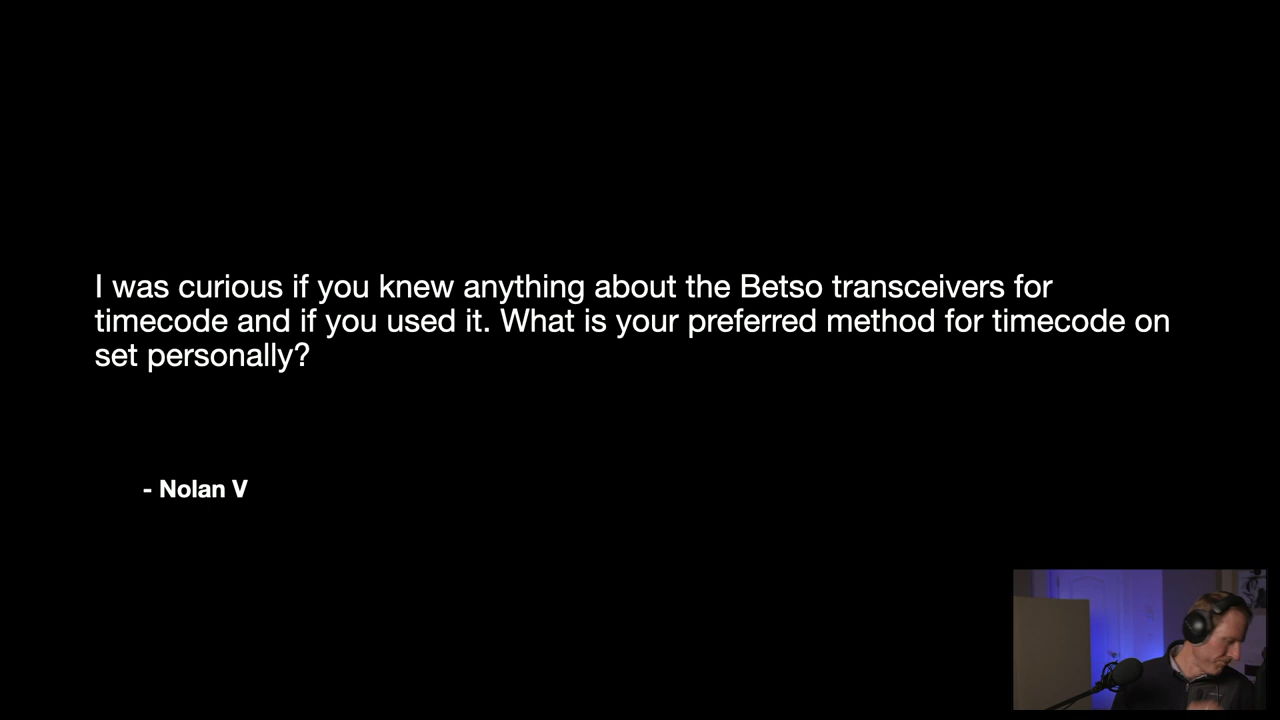 I was curious if you knew anything about the Betso transceivers for
timecode and if you used it. What is your preferred method for timecode on
set personally?
- Nolan V